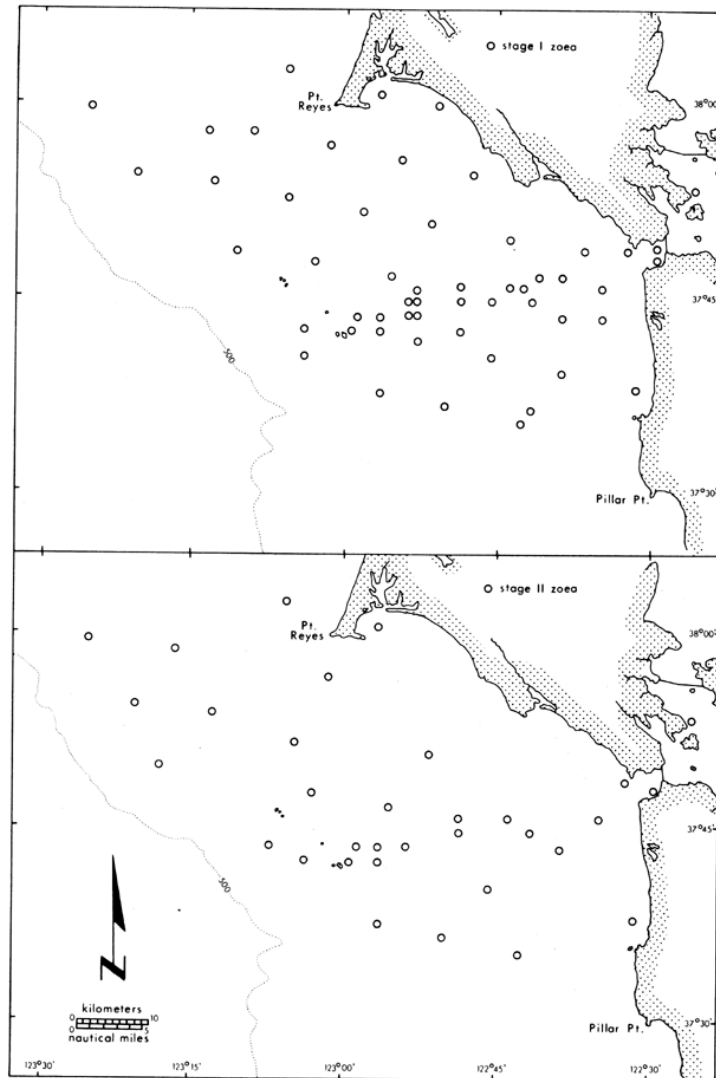 stage I zoea
Pt.
Reyes
38°00'
37°45'
500
37°30'
Pillar Pt.
stage II zoea
Pt.
Reyes
38°00'
37°45'
500
N
kilometers
0 10
0 5
nautical miles
Pillar Pt.
37°30'
123°30'
123°15'
123°00'
122°45'
122°30'